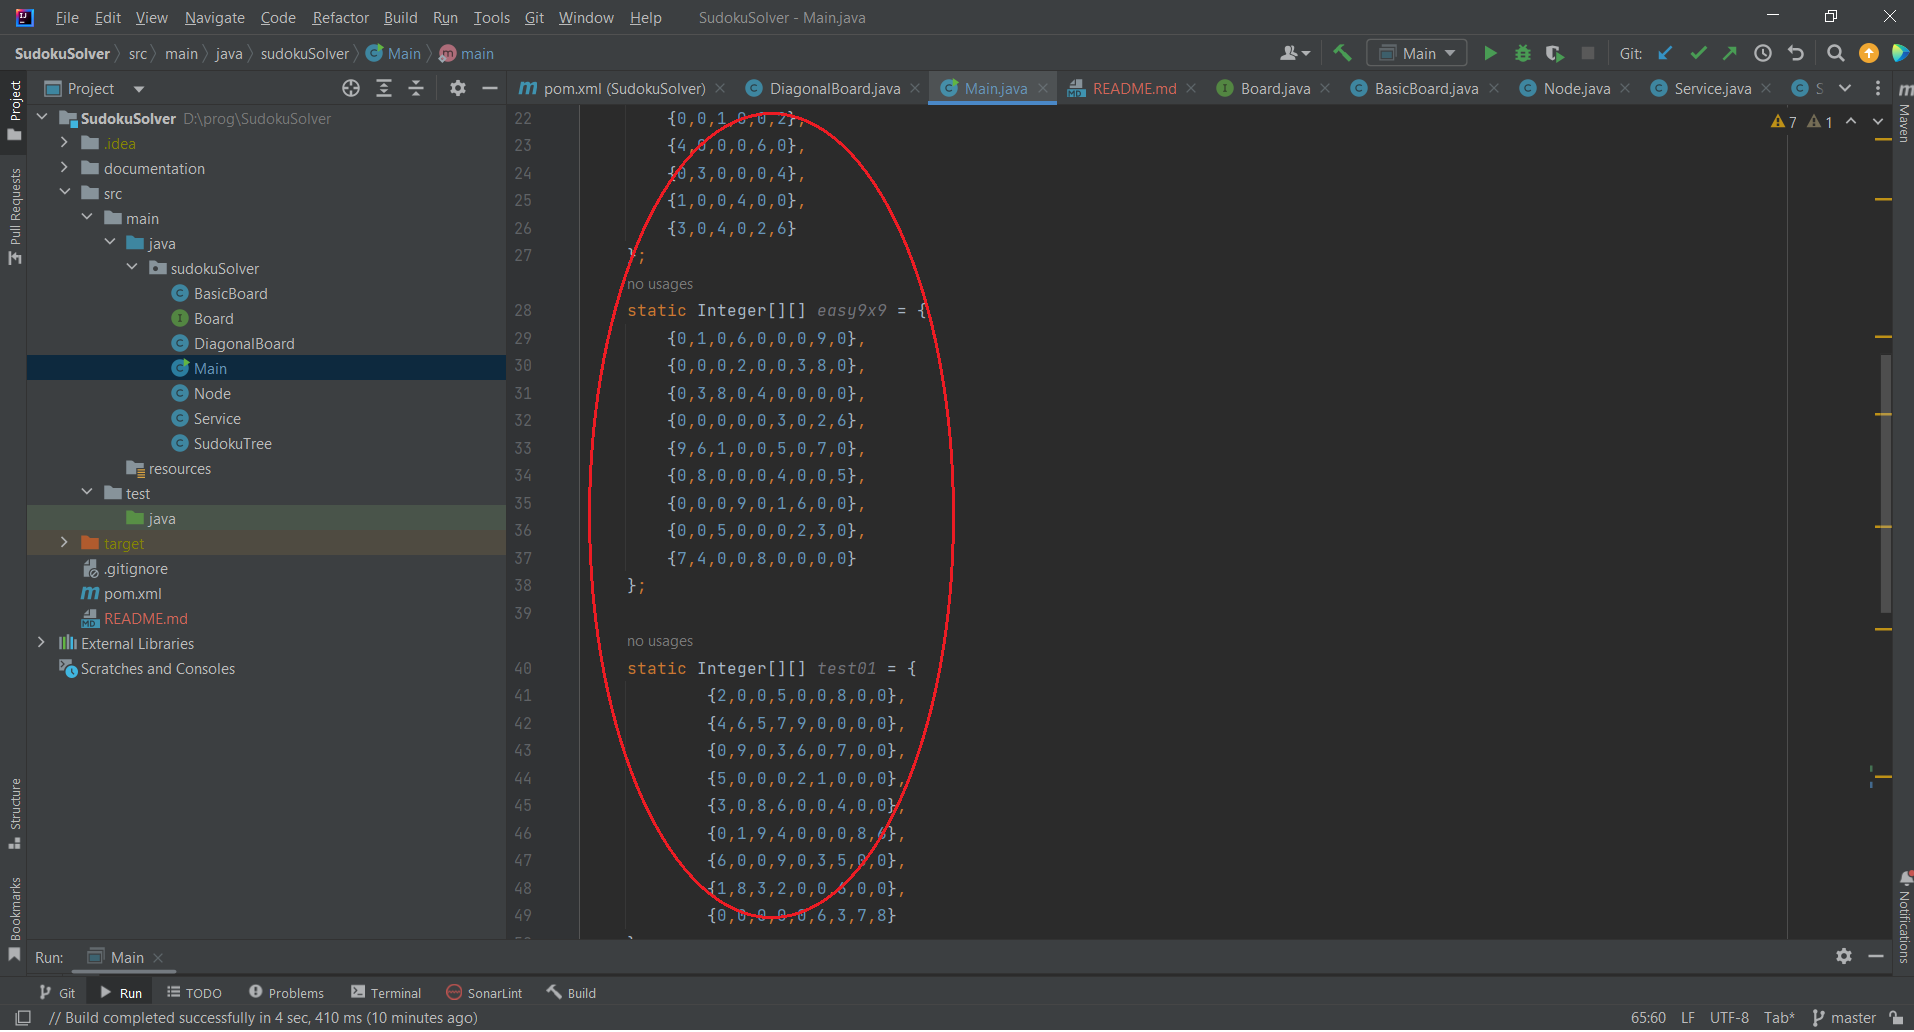 File Edit View Navigate Code Refactor Build Run Tools Git Window Help SudokuSolver - Main.java
SudokuSolver src main java sudokuSolver Main main
Main Git:
Project
pom.xml (SudokuSolver) DiagonalBoard.java Main.java README.md Board.java BasicBoard.java Node.java Service.java S
Project
Pull Requests
Structure
Bookmarks
SudokuSolver D:\prog\SudokuSolver
.idea
documentation
src
main
java
sudokuSolver
BasicBoard
Board
DiagonalBoard
Main
Node
Service
SudokuTree
resources
test
java
target
.gitignore
pom.xml
README.md
External Libraries
Scratches and Consoles
7 1
22 {0,0,1,0,0,2},
23 {4,0,0,0,6,0},
24 {0,3,0,0,0,4},
25 {1,0,0,4,0,0},
26 {3,0,4,0,2,6}
27 };
no usages
28 static Integer[][] easy9x9 = {
29 {0,1,0,6,0,0,0,9,0},
30 {0,0,0,2,0,0,3,8,0},
31 {0,3,8,0,4,0,0,0,0},
32 {0,0,0,0,0,3,0,2,6},
33 {9,6,1,0,0,5,0,7,0},
34 {0,8,0,0,0,4,0,0,5},
35 {0,0,0,9,0,1,6,0,0},
36 {0,0,5,0,0,0,2,3,0},
37 {7,4,0,0,8,0,0,0,0}
38 };
39
no usages
40 static Integer[][] test01 = {
41 {2,0,0,5,0,0,8,0,0},
42 {4,6,5,7,9,0,0,0,0},
43 {0,9,0,3,6,0,7,0,0},
44 {5,0,0,0,2,1,0,0,0},
45 {3,0,8,6,0,0,4,0,0},
46 {0,1,9,4,0,0,0,8,6},
47 {6,0,0,9,0,3,5,0,0},
48 {1,8,3,2,0,0,6,0,0},
49 {0,0,0,0,0,6,3,7,8}
Maven
Notifications
Run: Main
Git Run TODO Problems Terminal SonarLint Build
// Build completed successfully in 4 sec, 410 ms (10 minutes ago)
65:60 LF UTF-8 Tab* master